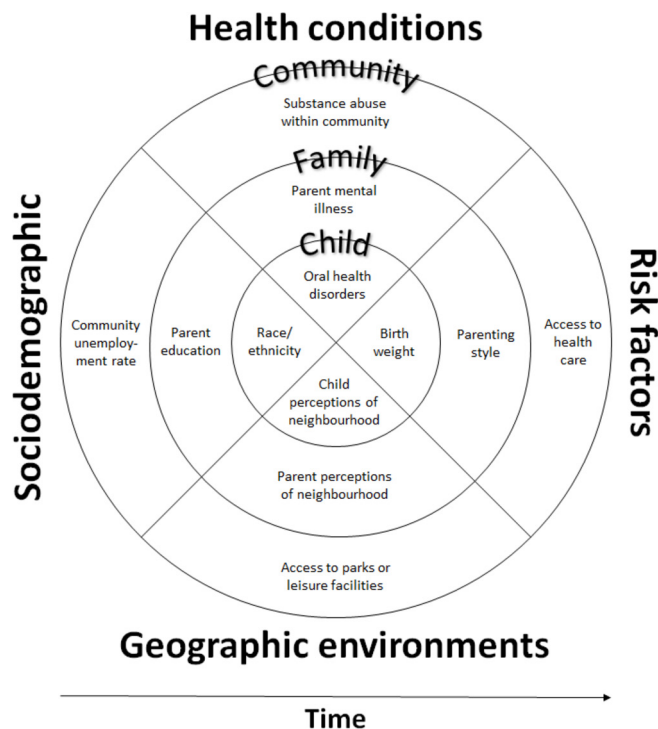 Health conditions
Community
Substance abuse
within community
Family
Parent mental
illness
Child
Oral health
disorders
Sociodemographic
Community
unemploy-
ment rate
Parent
education
Race/
ethnicity
Birth
weight
Parenting
style
Access to
health
care
Risk factors
Child
perceptions of
neighbourhood
Parent perceptions
of neighbourhood
Access to parks or
leisure facilities
Geographic environments
Time